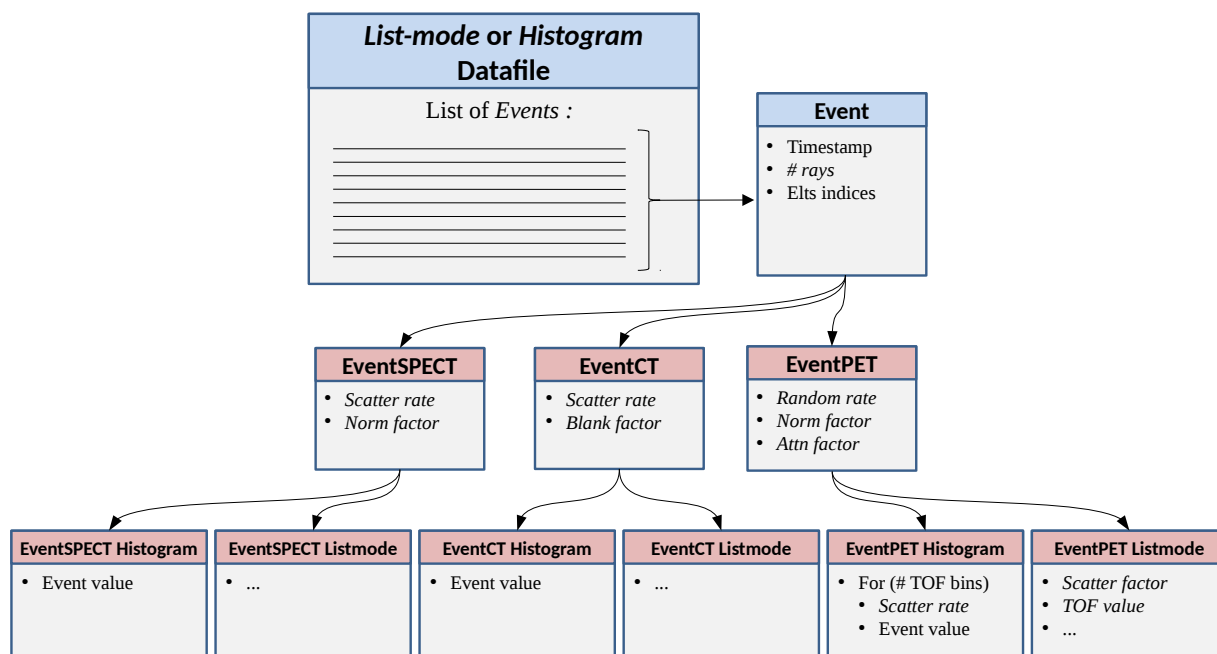 List-mode or Histogram
Datafile
List of Events :
Event
• Timestamp
• # rays
• Elts indices
EventSPECT
• Scatter rate
• Norm factor
EventCT
• Scatter rate
• Blank factor
EventPET
• Random rate
• Norm factor
• Attn factor
EventSPECT Histogram
• Event value
EventSPECT Listmode
• ...
EventCT Histogram
• Event value
EventCT Listmode
• ...
EventPET Histogram
• For (# TOF bins)
• Scatter rate
• Event value
EventPET Listmode
• Scatter factor
• TOF value
• ...